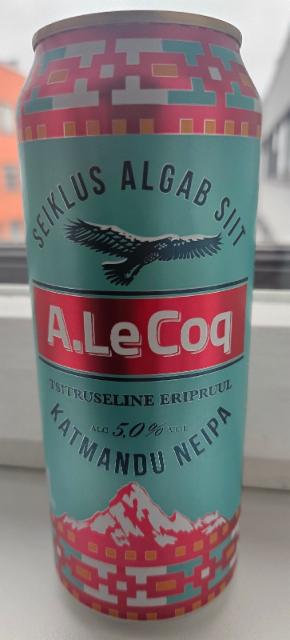 SEIKLUS ALGAB SIIT
A.LeCoq
TSITRUSELINE ERIPRUUL
ALC 5,0% VOL
KATMANDU NEIPA